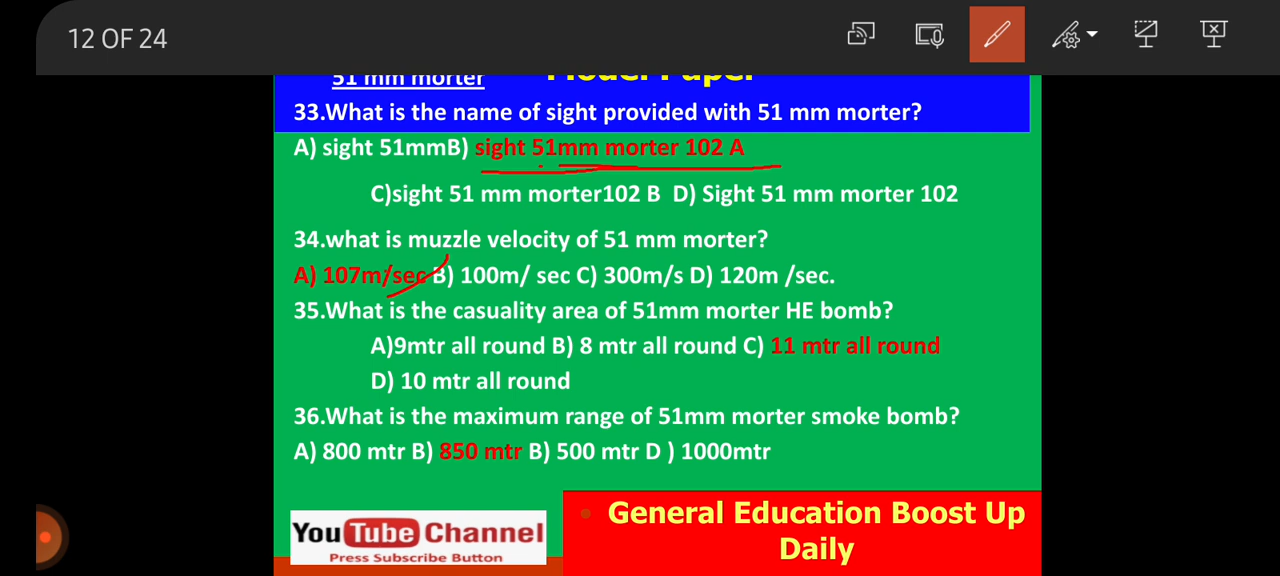 12 OF 24
51 mm morter
Model Paper
33.What is the name of sight provided with 51 mm morter?
A) sight 51mmB) sight 51mm morter 102 A
C)sight 51 mm morter102 B D) Sight 51 mm morter 102
34.what is muzzle velocity of 51 mm morter?
A) 107m/sec B) 100m/ sec C) 300m/s D) 120m /sec.
35.What is the casuality area of 51mm morter HE bomb?
A)9mtr all round B) 8 mtr all round C) 11 mtr all round
D) 10 mtr all round
36.What is the maximum range of 51mm morter smoke bomb?
A) 800 mtr B) 850 mtr B) 500 mtr D ) 1000mtr
YouTube Channel
Press Subscribe Button
• General Education Boost Up
Daily